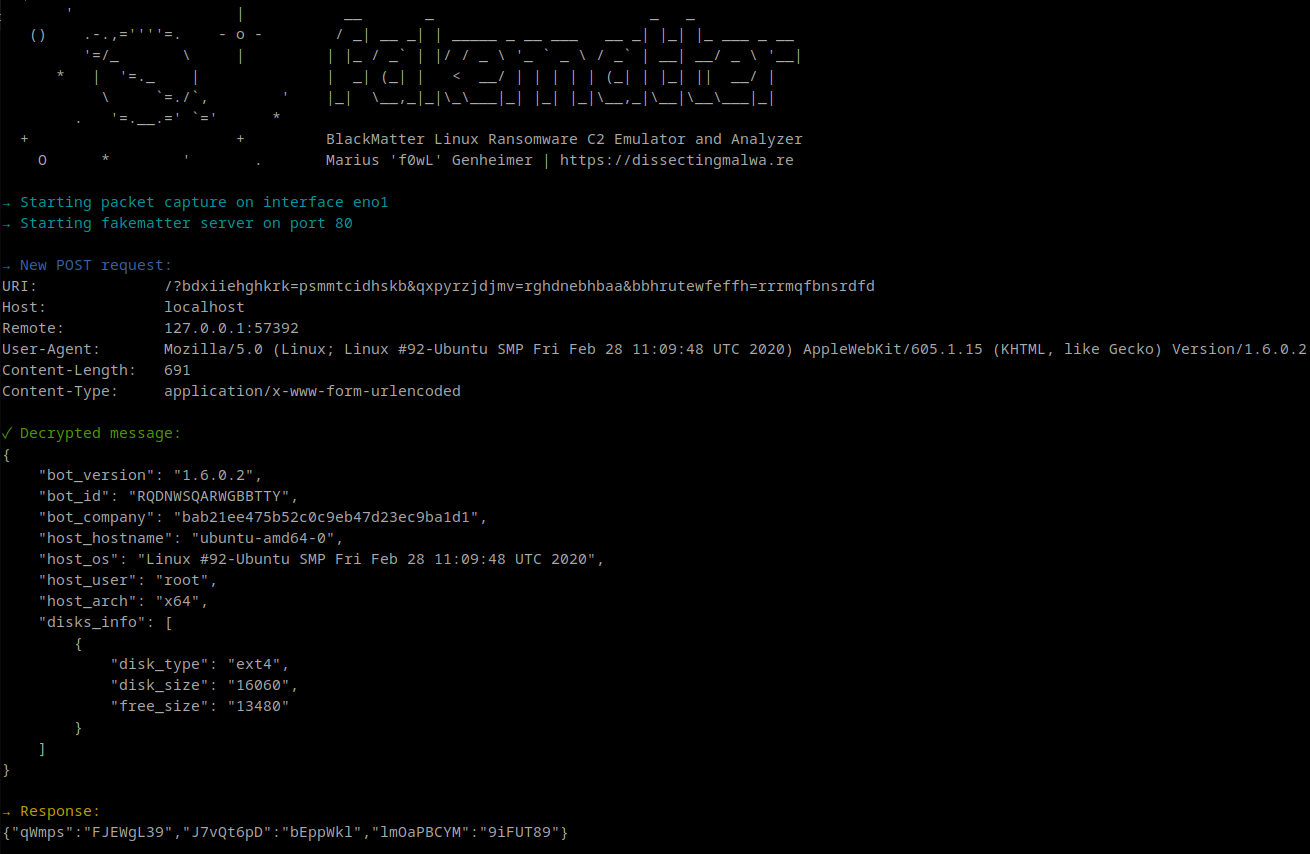 fakematter
BlackMatter Linux Ransomware C2 Emulator and Analyzer
Marius 'f0wL' Genheimer | https://dissectingmalwa.re
→ Starting packet capture on interface eno1
→ Starting fakematter server on port 80
→ New POST request:
URI: /?bdxiiehghkrk=psmmtcidhskb&qxpyrzjdjmv=rghdnebhbaa&bbhrutewfeffh=rrrmqfbnsrdfd
Host: localhost
Remote: 127.0.0.1:57392
User-Agent: Mozilla/5.0 (Linux; Linux #92-Ubuntu SMP Fri Feb 28 11:09:48 UTC 2020) AppleWebKit/605.1.15 (KHTML, like Gecko) Version/1.6.0.2
Content-Length: 691
Content-Type: application/x-www-form-urlencoded
✓ Decrypted message:
{
    "bot_version": "1.6.0.2",
    "bot_id": "RQDNWSQARWGBBTTY",
    "bot_company": "bab21ee475b52c0c9eb47d23ec9ba1d1",
    "host_hostname": "ubuntu-amd64-0",
    "host_os": "Linux #92-Ubuntu SMP Fri Feb 28 11:09:48 UTC 2020",
    "host_user": "root",
    "host_arch": "x64",
    "disks_info": [
        {
            "disk_type": "ext4",
            "disk_size": "16060",
            "free_size": "13480"
        }
    ]
}
→ Response:
{"qWmps":"FJEWgL39","J7vQt6pD":"bEppWkl","lmOaPBCYM":"9iFUT89"}